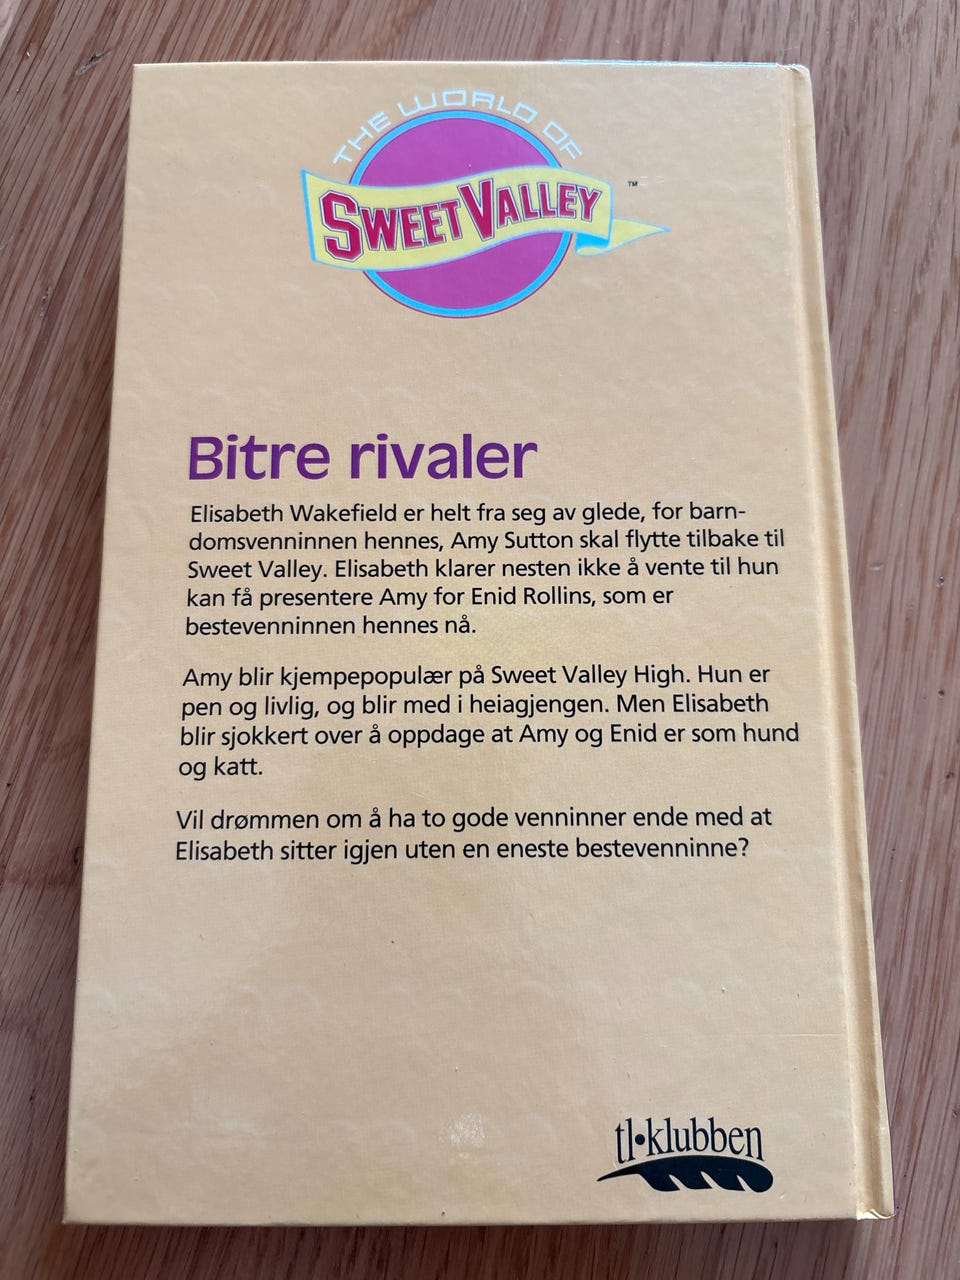 THE WORLD OF
SWEET VALLEY ™
Bitre rivaler
Elisabeth Wakefield er helt fra seg av glede, for barn-
domsvenninnen hennes, Amy Sutton skal flytte tilbake til
Sweet Valley. Elisabeth klarer nesten ikke å vente til hun
kan få presentere Amy for Enid Rollins, som er
bestevenninnen hennes nå.
Amy blir kjempepopulær på Sweet Valley High. Hun er
pen og livlig, og blir med i heiagjengen. Men Elisabeth
blir sjokkert over å oppdage at Amy og Enid er som hund
og katt.
Vil drømmen om å ha to gode venninner ende med at
Elisabeth sitter igjen uten en eneste bestevenninne?
tl•klubben